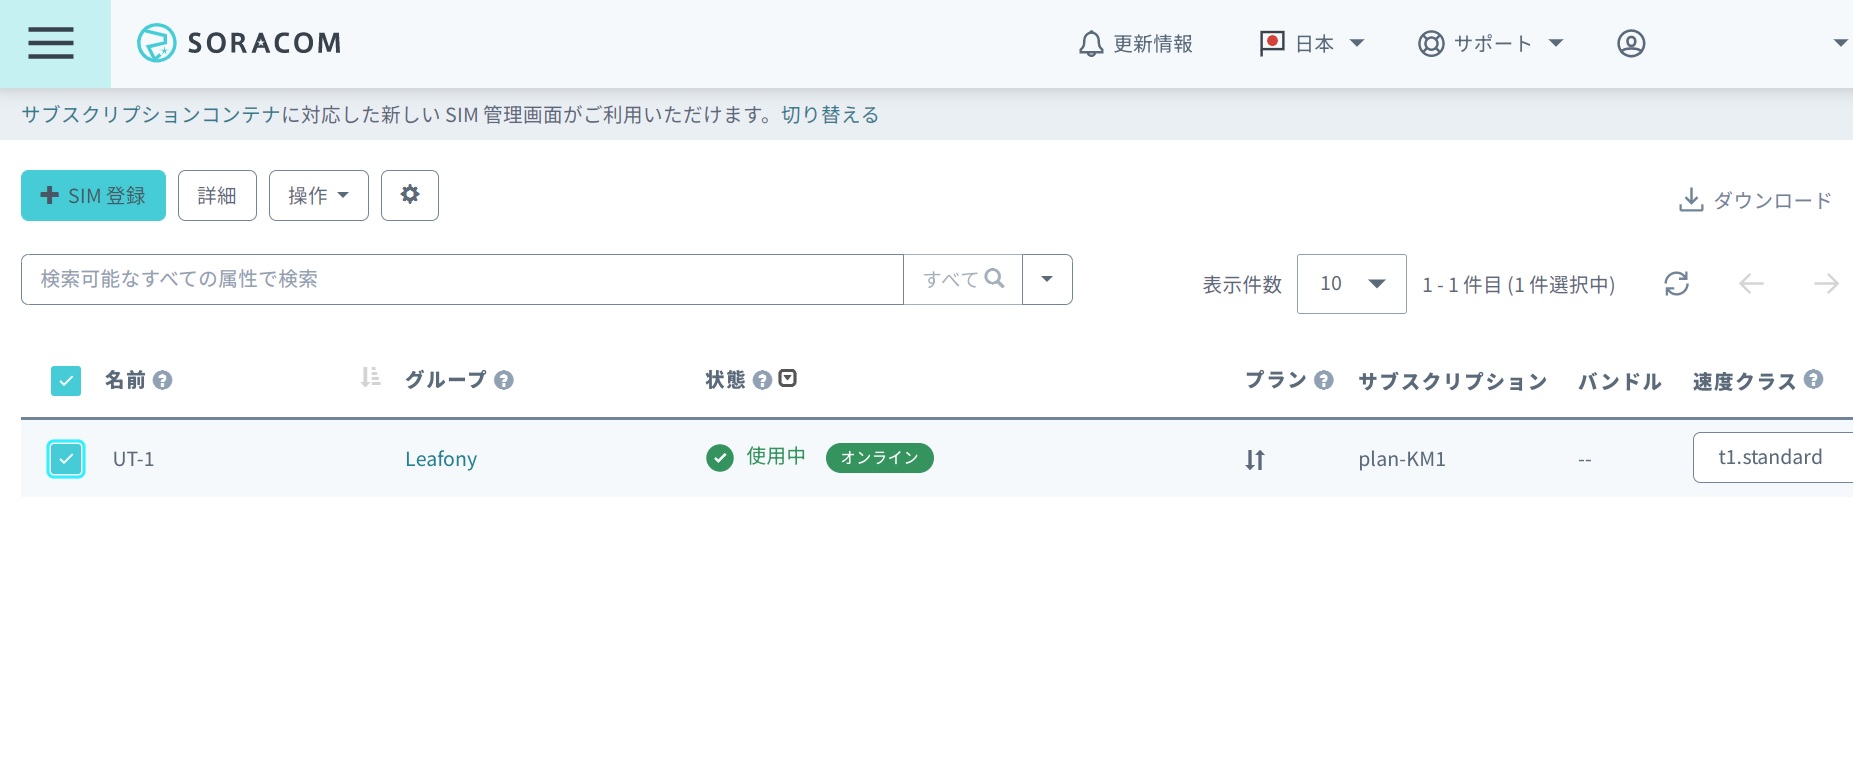 SORACOM
更新情報
日本
サポート
サブスクリプションコンテナに対応した新しい SIM 管理画面がご利用いただけます。切り替える
SIM 登録
詳細
操作
ダウンロード
検索可能なすべての属性で検索
すべて
表示件数
10
1 - 1 件目 (1 件選択中)
名前
グループ
状態
プラン
サブスクリプション
バンドル
速度クラス
UT-1
Leafony
使用中
オンライン
plan-KM1
--
t1.standard